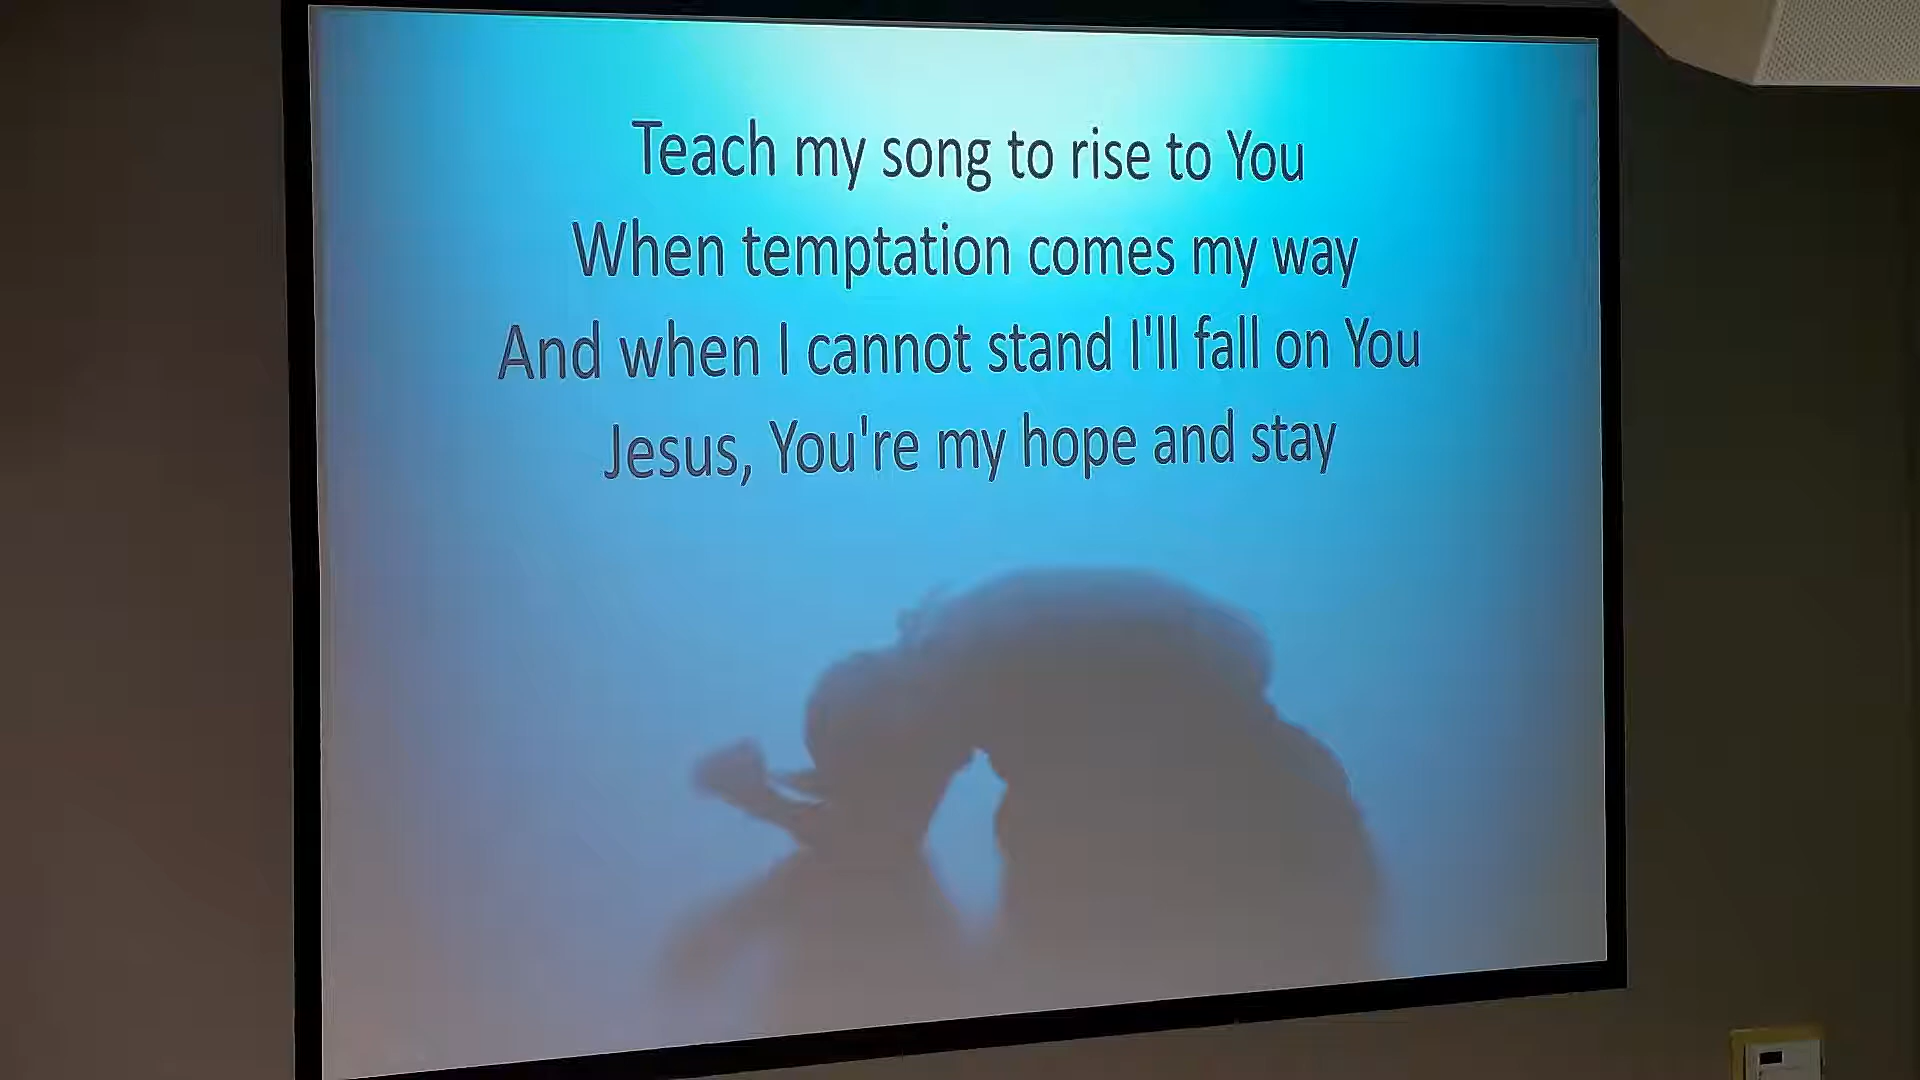 Teach my song to rise to You
When temptation comes my way
And when I cannot stand I'll fall on You
Jesus, You're my hope and stay